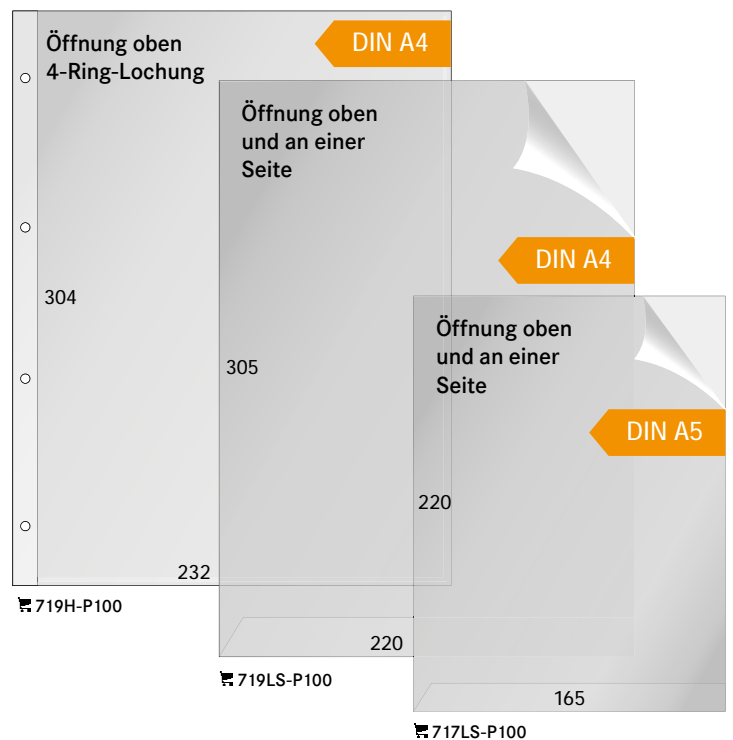 Öffnung oben
4-Ring-Lochung
DIN A4
304
232
719H-P100
Öffnung oben
und an einer
Seite
DIN A4
305
220
719LS-P100
Öffnung oben
und an einer
Seite
DIN A5
220
165
717LS-P100